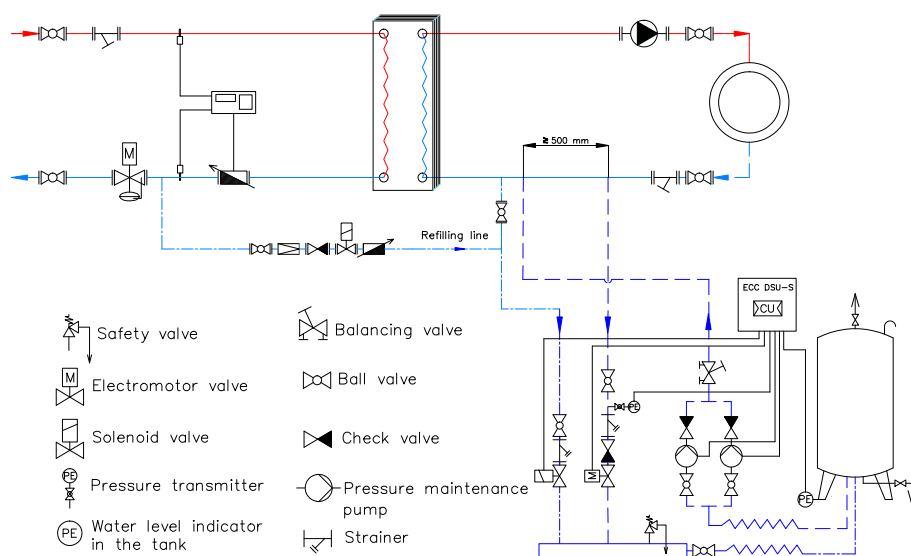 ≥ 500 mm
M
Refilling line
ECC DSU-S
CU
Safety valve
Balancing valve
M
Electromotor valve
Ball valve
PE
Solenoid valve
Check valve
M
PE
Pressure transmitter
Pressure maintenance
pump
PE
PE
Water level indicator
in the tank
Strainer